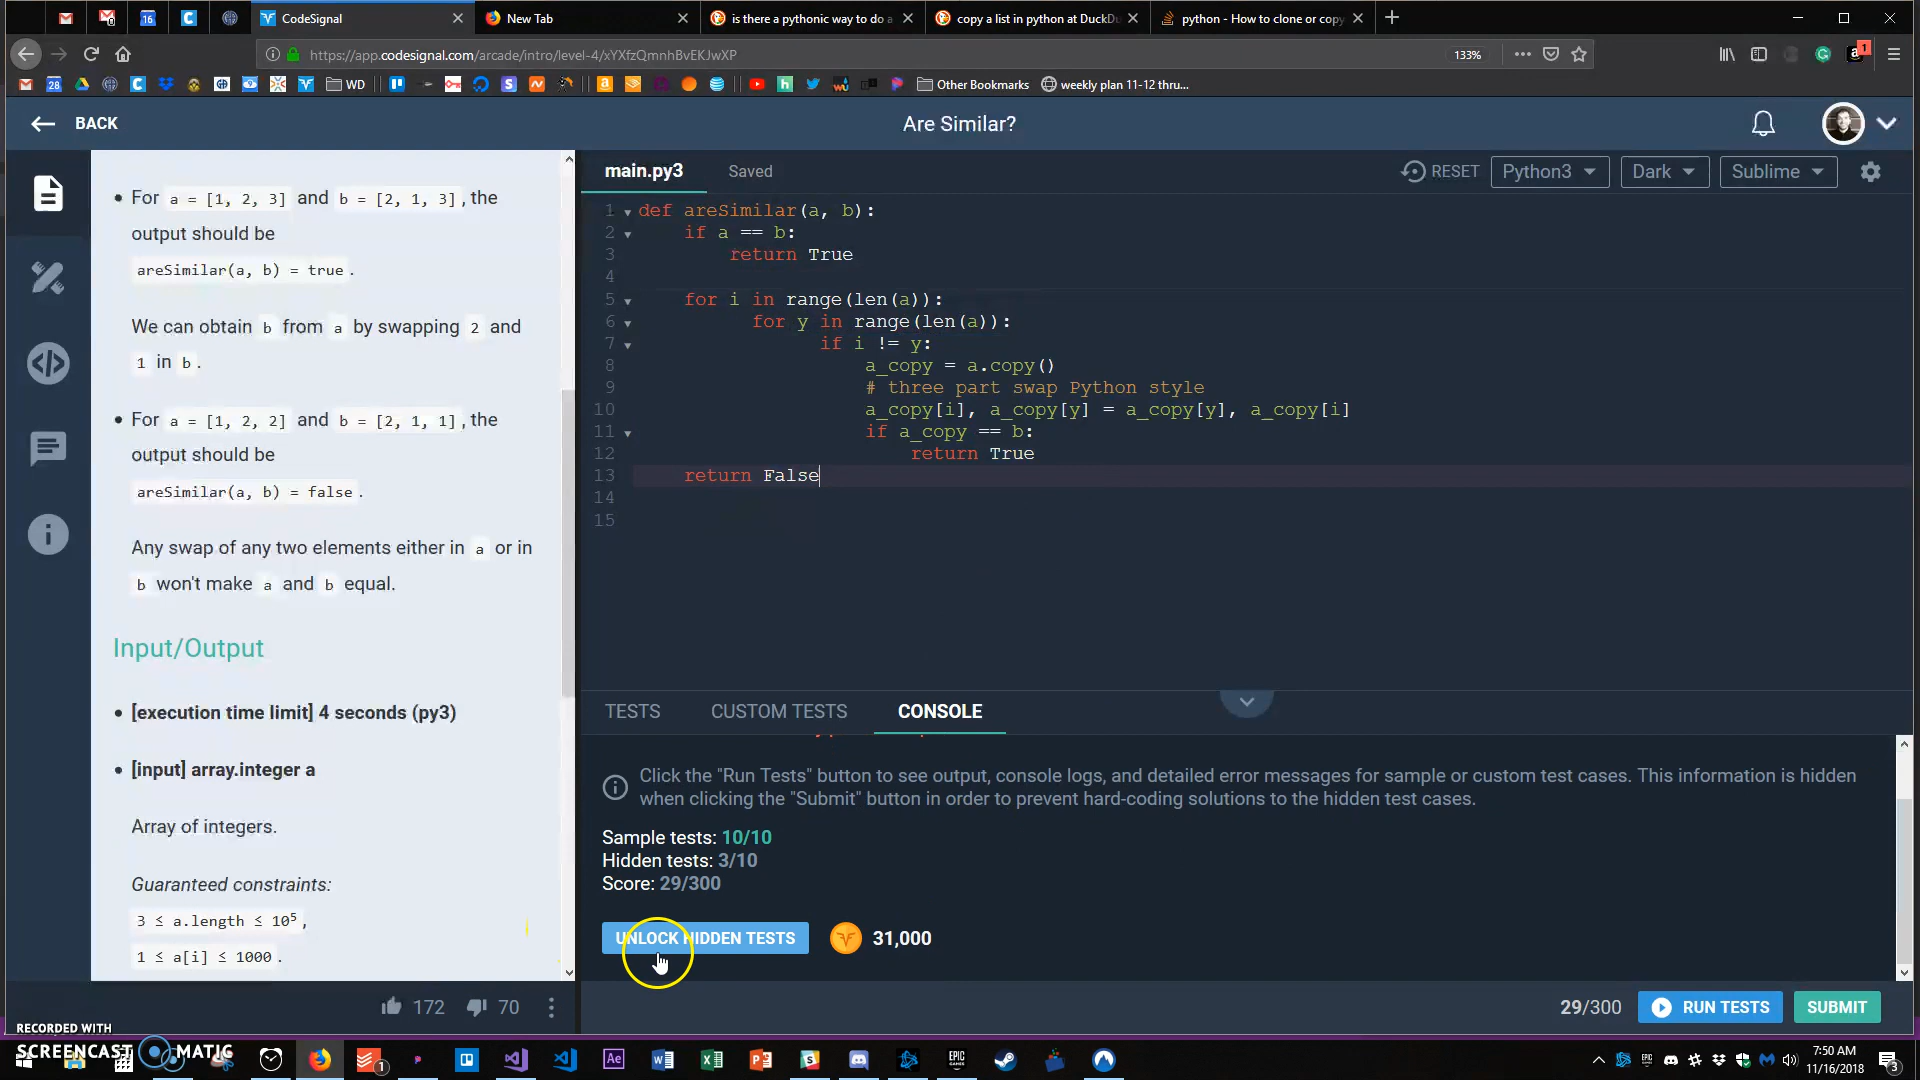 CodeSignal
New Tab
is there a pythonic way to do a
copy a list in python at DuckDu
python - How to clone or copy
https://app.codesignal.com/arcade/intro/level-4/xYXfzQmnhBvEKJwXP
133%
WD
Other Bookmarks
weekly plan 11-12 thru...
BACK
Are Similar?
For a = [1, 2, 3] and b = [2, 1, 3], the
output should be
areSimilar(a, b) = true.
We can obtain b from a by swapping 2 and
1 in b.
For a = [1, 2, 2] and b = [2, 1, 1], the
output should be
areSimilar(a, b) = false.
Any swap of any two elements either in a or in
b won't make a and b equal.
Input/Output
[execution time limit] 4 seconds (py3)
[input] array.integer a
Array of integers.
Guaranteed constraints:
3 ≤ a.length ≤ 10⁵,
1 ≤ a[i] ≤ 1000.
172 70
main.py3
Saved
RESET
Python3
Dark
Sublime
1 def areSimilar(a, b):
2 if a == b:
3 return True
4
5 for i in range(len(a)):
6 for y in range(len(a)):
7 if i != y:
8 a_copy = a.copy()
9 # three part swap Python style
10 a_copy[i], a_copy[y] = a_copy[y], a_copy[i]
11 if a_copy == b:
12 return True
13 return False
14
15
TESTS
CUSTOM TESTS
CONSOLE
Click the "Run Tests" button to see output, console logs, and detailed error messages for sample or custom test cases. This information is hidden
when clicking the "Submit" button in order to prevent hard-coding solutions to the hidden test cases.
Sample tests: 10/10
Hidden tests: 3/10
Score: 29/300
UNLOCK HIDDEN TESTS
31,000
29/300
RUN TESTS
SUBMIT
RECORDED WITH
SCREENCAST MATIC
7:50 AM
11/16/2018